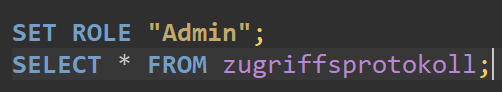 SET ROLE "Admin";
SELECT * FROM zugriffsprotokoll;